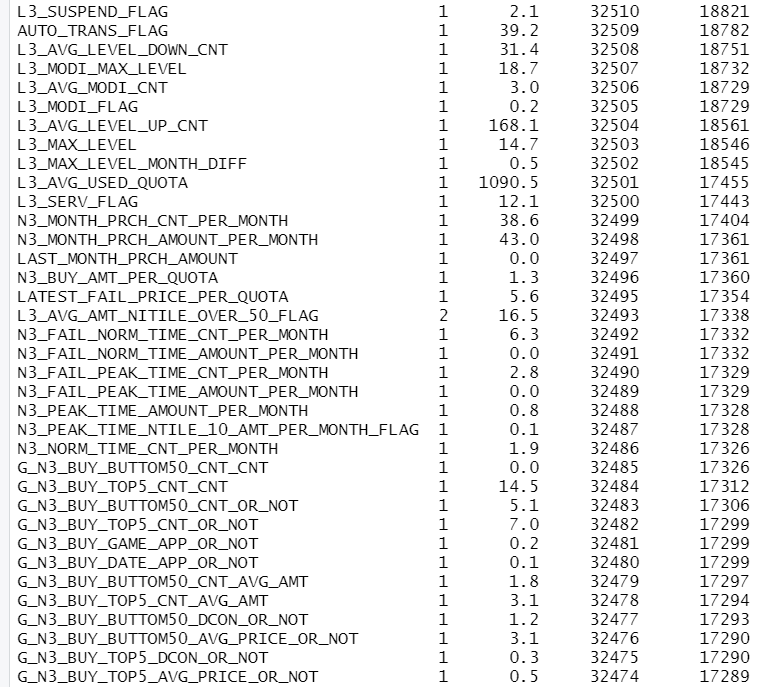 L3_SUSPEND_FLAG 1 2.1 32510 18821
AUTO_TRANS_FLAG 1 39.2 32509 18782
L3_AVG_LEVEL_DOWN_CNT 1 31.4 32508 18751
L3_MODI_MAX_LEVEL 1 18.7 32507 18732
L3_AVG_MODI_CNT 1 3.0 32506 18729
L3_MODI_FLAG 1 0.2 32505 18729
L3_AVG_LEVEL_UP_CNT 1 168.1 32504 18561
L3_MAX_LEVEL 1 14.7 32503 18546
L3_MAX_LEVEL_MONTH_DIFF 1 0.5 32502 18545
L3_AVG_USED_QUOTA 1 1090.5 32501 17455
L3_SERV_FLAG 1 12.1 32500 17443
N3_MONTH_PRCH_CNT_PER_MONTH 1 38.6 32499 17404
N3_MONTH_PRCH_AMOUNT_PER_MONTH 1 43.0 32498 17361
LAST_MONTH_PRCH_AMOUNT 1 0.0 32497 17361
N3_BUY_AMT_PER_QUOTA 1 1.3 32496 17360
LATEST_FAIL_PRICE_PER_QUOTA 1 5.6 32495 17354
L3_AVG_AMT_NITILE_OVER_50_FLAG 2 16.5 32493 17338
N3_FAIL_NORM_TIME_CNT_PER_MONTH 1 6.3 32492 17332
N3_FAIL_NORM_TIME_AMOUNT_PER_MONTH 1 0.0 32491 17332
N3_FAIL_PEAK_TIME_CNT_PER_MONTH 1 2.8 32490 17329
N3_FAIL_PEAK_TIME_AMOUNT_PER_MONTH 1 0.0 32489 17329
N3_PEAK_TIME_AMOUNT_PER_MONTH 1 0.8 32488 17328
N3_PEAK_TIME_NTILE_10_AMT_PER_MONTH_FLAG 1 0.1 32487 17328
N3_NORM_TIME_CNT_PER_MONTH 1 1.9 32486 17326
G_N3_BUY_BUTTOM50_CNT_CNT 1 0.0 32485 17326
G_N3_BUY_TOP5_CNT_CNT 1 14.5 32484 17312
G_N3_BUY_BUTTOM50_CNT_OR_NOT 1 5.1 32483 17306
G_N3_BUY_TOP5_CNT_OR_NOT 1 7.0 32482 17299
G_N3_BUY_GAME_APP_OR_NOT 1 0.2 32481 17299
G_N3_BUY_DATE_APP_OR_NOT 1 0.1 32480 17299
G_N3_BUY_BUTTOM50_CNT_AVG_AMT 1 1.8 32479 17297
G_N3_BUY_TOP5_CNT_AVG_AMT 1 3.1 32478 17294
G_N3_BUY_BUTTOM50_DCON_OR_NOT 1 1.2 32477 17293
G_N3_BUY_BUTTOM50_AVG_PRICE_OR_NOT 1 3.1 32476 17290
G_N3_BUY_TOP5_DCON_OR_NOT 1 0.3 32475 17290
G_N3_BUY_TOP5_AVG_PRICE_OR_NOT 1 0.5 32474 17289